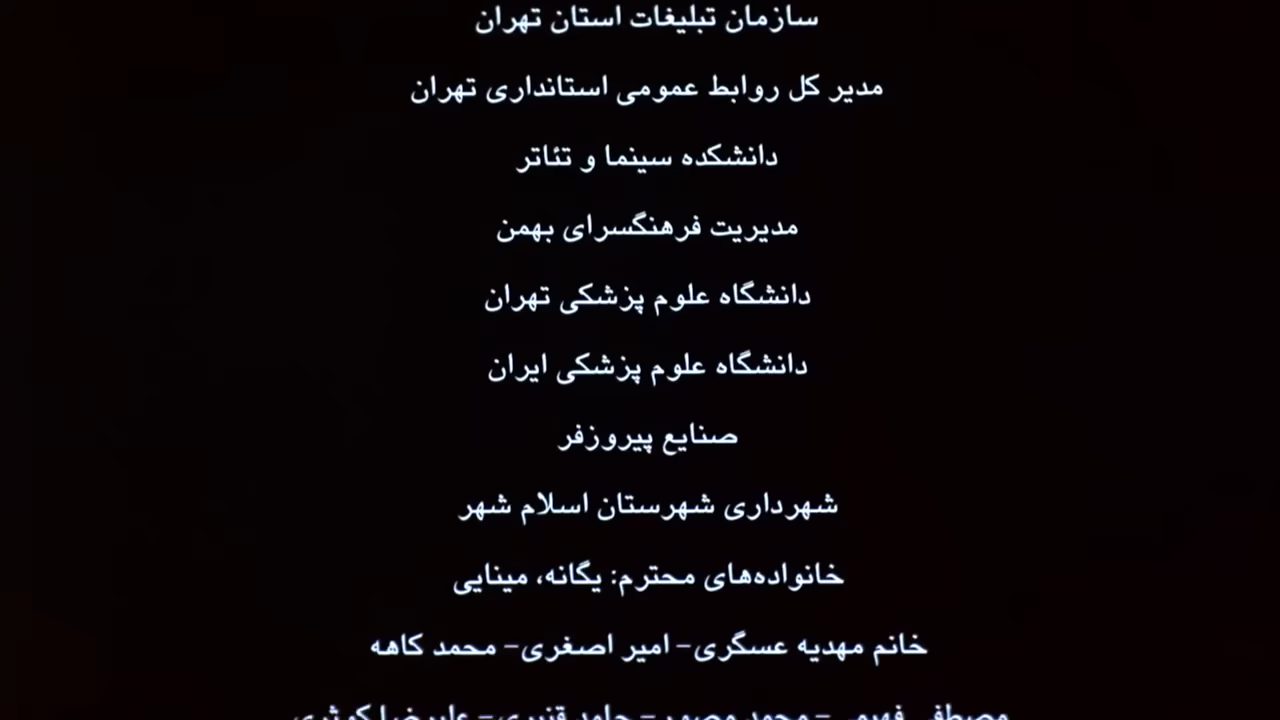 سازمان تبلیغات استان تهران
مدیر کل روابط عمومی استانداری تهران
دانشکده سینما و تئاتر
مدیریت فرهنگسرای بهمن
دانشگاه علوم پزشکی تهران
دانشگاه علوم پزشکی ایران
صنایع پیروزفر
شهرداری شهرستان اسلام شهر
خانواده‌های محترم: یگانه، مینایی
خانم مهدیه عسگری- امیر اصغری- محمد کاهه